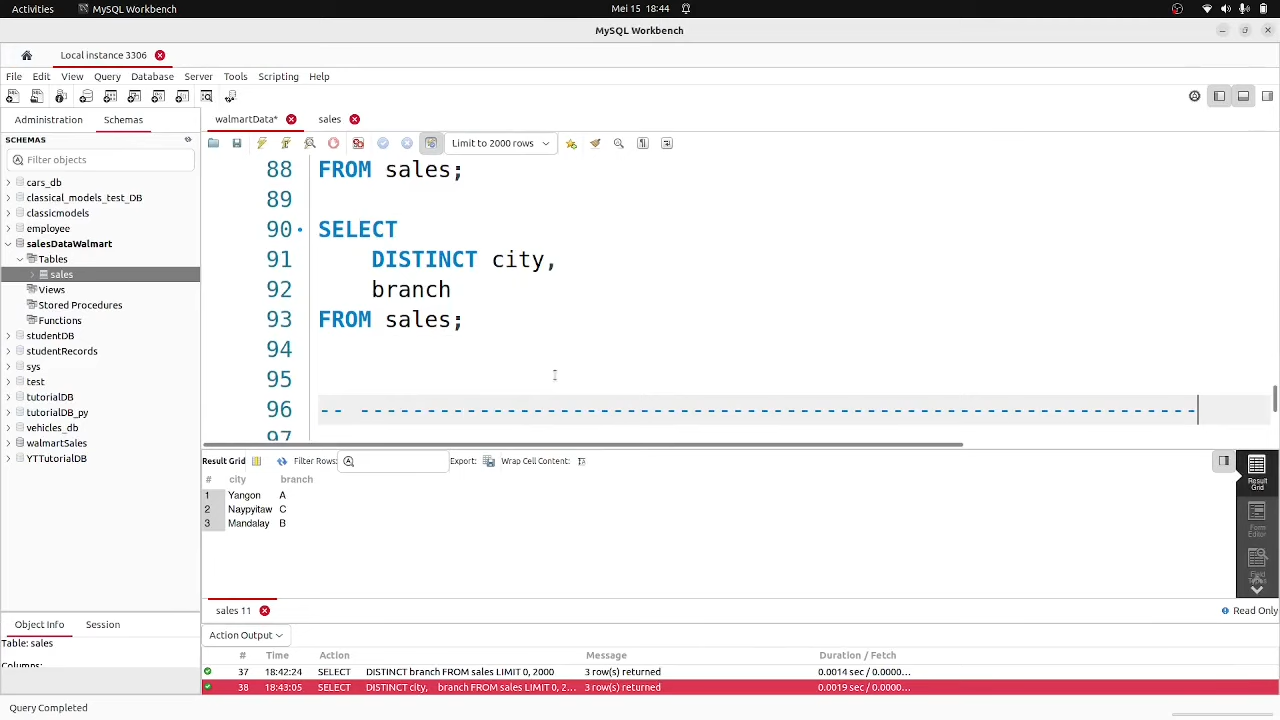 Activities MySQL Workbench Mei 15 18:44
MySQL Workbench
Local instance 3306
File Edit View Query Database Server Tools Scripting Help
Administration Schemas
walmartData* sales
SCHEMAS
Filter objects
Limit to 2000 rows
cars_db
classical_models_test_DB
classicmodels
employee
salesDataWalmart
Tables
sales
Views
Stored Procedures
Functions
studentDB
studentRecords
sys
test
tutorialDB
tutorialDB_py
vehicles_db
walmartSales
YTTutorialDB
88 FROM sales;
89
90 SELECT
91 DISTINCT city,
92 branch
93 FROM sales;
94
95
96 -- ---------------------------------------------------------------
97
Result Grid Filter Rows: Export: Wrap Cell Content:
# city branch
1 Yangon A
2 Naypyitaw C
3 Mandalay B
Result Grid
Form Editor
Field Types
sales 11
Read Only
Object Info Session
Table: sales
Columns:
Action Output
# Time Action Message Duration / Fetch
37 18:42:24 SELECT DISTINCT branch FROM sales LIMIT 0, 2000 3 row(s) returned 0.0014 sec / 0.0000...
38 18:43:05 SELECT DISTINCT city, branch FROM sales LIMIT 0, 2... 3 row(s) returned 0.0019 sec / 0.0000...
Query Completed